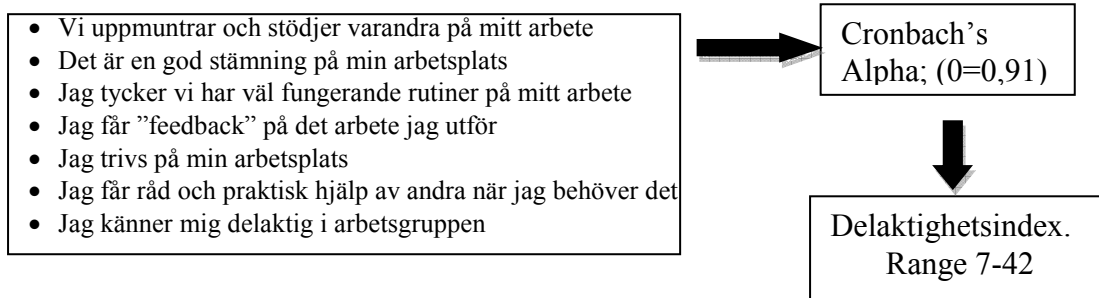 • Vi uppmuntrar och stödjer varandra på mitt arbete
• Det är en god stämning på min arbetsplats
• Jag tycker vi har väl fungerande rutiner på mitt arbete
• Jag får ”feedback” på det arbete jag utför
• Jag trivs på min arbetsplats
• Jag får råd och praktisk hjälp av andra när jag behöver det
• Jag känner mig delaktig i arbetsgruppen
Cronbach’s
Alpha; (0=0,91)
Delaktighetsindex.
Range 7-42